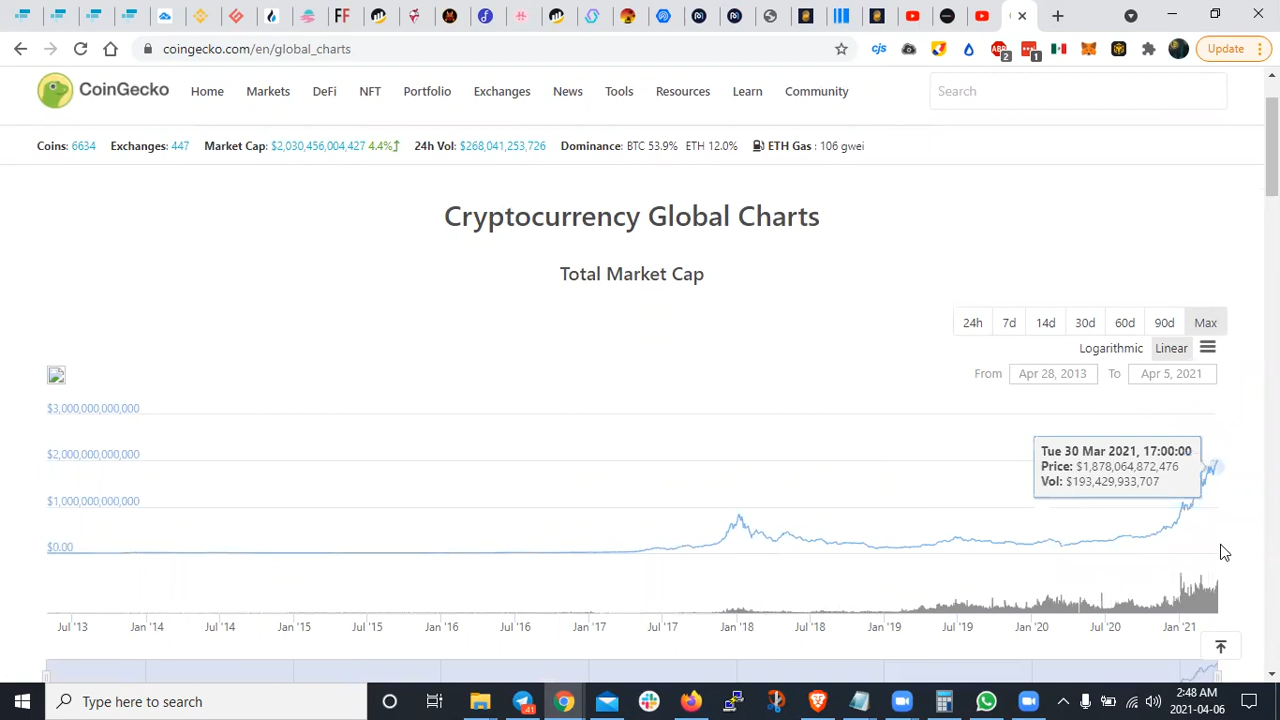 coingecko.com/en/global_charts
cjs
2
1
Update
CoinGecko
Home Markets DeFi NFT Portfolio Exchanges News Tools Resources Learn Community
Search
Coins: 6634 Exchanges: 447 Market Cap: $2,030,456,004,427 4.4% 24h Vol: $268,041,253,726 Dominance: BTC 53.9% ETH 12.0% ETH Gas : 106 gwei
Cryptocurrency Global Charts
Total Market Cap
24h 7d 14d 30d 60d 90d Max
Logarithmic Linear
From Apr 28, 2013 To Apr 5, 2021
$3,000,000,000,000
$2,000,000,000,000
$1,000,000,000,000
$0.00
Tue 30 Mar 2021, 17:00:00
Price: $1,878,064,872,476
Vol: $193,429,933,707
Jul '13 Jan '14 Jul '14 Jan '15 Jul '15 Jan '16 Jul '16 Jan '17 Jul '17 Jan '18 Jul '18 Jan '19 Jul '19 Jan '20 Jul '20 Jan '21
Type here to search
41
2:48 AM
2021-04-06